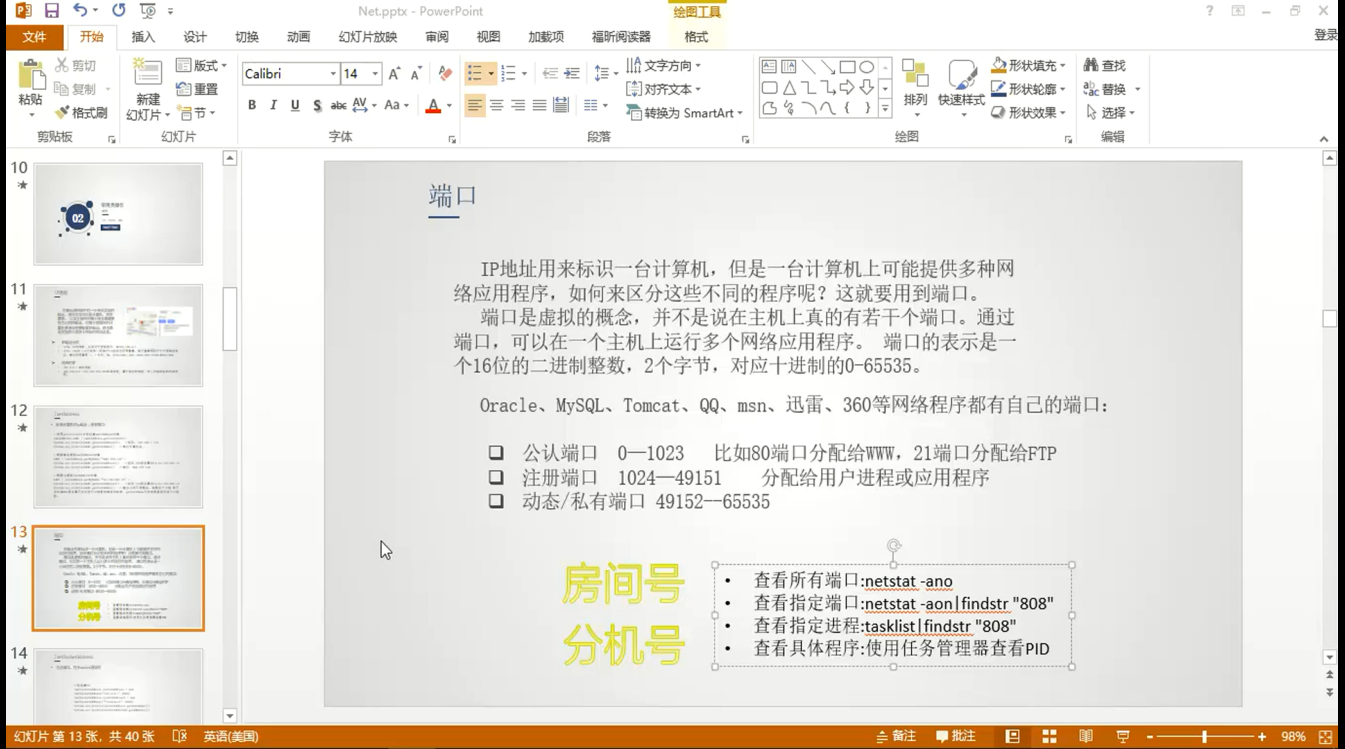 Net.pptx - PowerPoint
绘图工具
文件 开始 插入 设计 切换 动画 幻灯片放映 审阅 视图 加载项 福昕阅读器 格式 登录
粘贴 剪切 复制 格式刷 剪贴板
新建 幻灯片 版式 重置 节 幻灯片
Calibri 14 字体
文字方向 对齐文本 转换为 SmartArt 段落
排列 快速样式 形状填充 形状轮廓 形状效果 绘图
查找 替换 选择 编辑
10
02
11
12
13
14
端口
IP地址用来标识一台计算机，但是一台计算机上可能提供多种网
络应用程序，如何来区分这些不同的程序呢？这就要用到端口。
端口是虚拟的概念，并不是说在主机上真的有若干个端口。通过
端口，可以在一个主机上运行多个网络应用程序。 端口的表示是一
个16位的二进制整数，2个字节，对应十进制的0-65535。
Oracle、MySQL、Tomcat、QQ、msn、迅雷、360等网络程序都有自己的端口：
公认端口 0—1023 比如80端口分配给WWW，21端口分配给FTP
注册端口 1024—49151 分配给用户进程或应用程序
动态/私有端口 49152--65535
房间号
分机号
• 查看所有端口:netstat -ano
• 查看指定端口:netstat -aon|findstr "808"
• 查看指定进程:tasklist|findstr "808"
• 查看具体程序:使用任务管理器查看PID
幻灯片 第 13 张，共 40 张 英语(美国) 备注 批注 98%